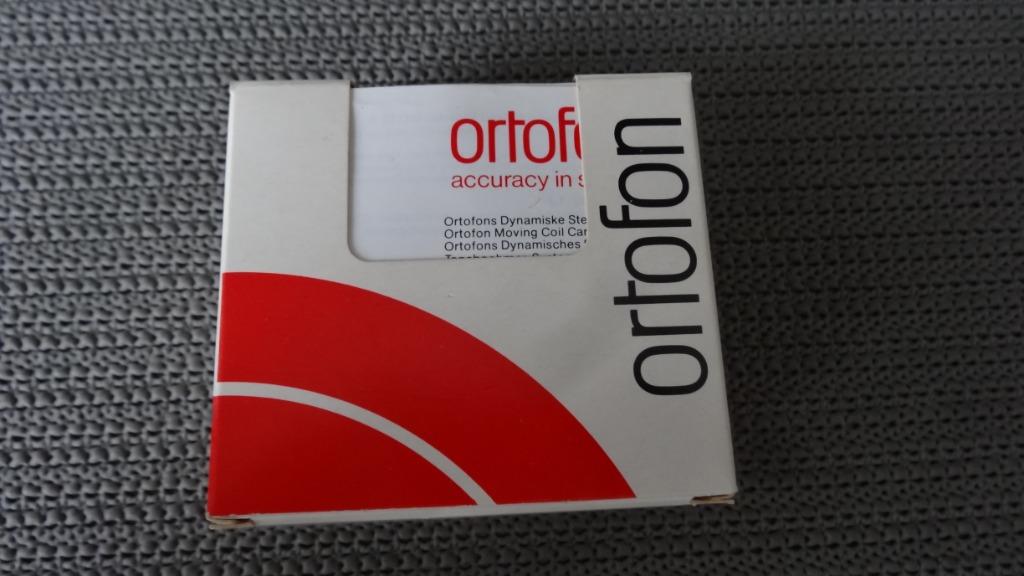 ortofo
accuracy in s
Ortofons Dynamiske Ste
Ortofon Moving Coil Car
Ortofons Dynamisches
ortofon